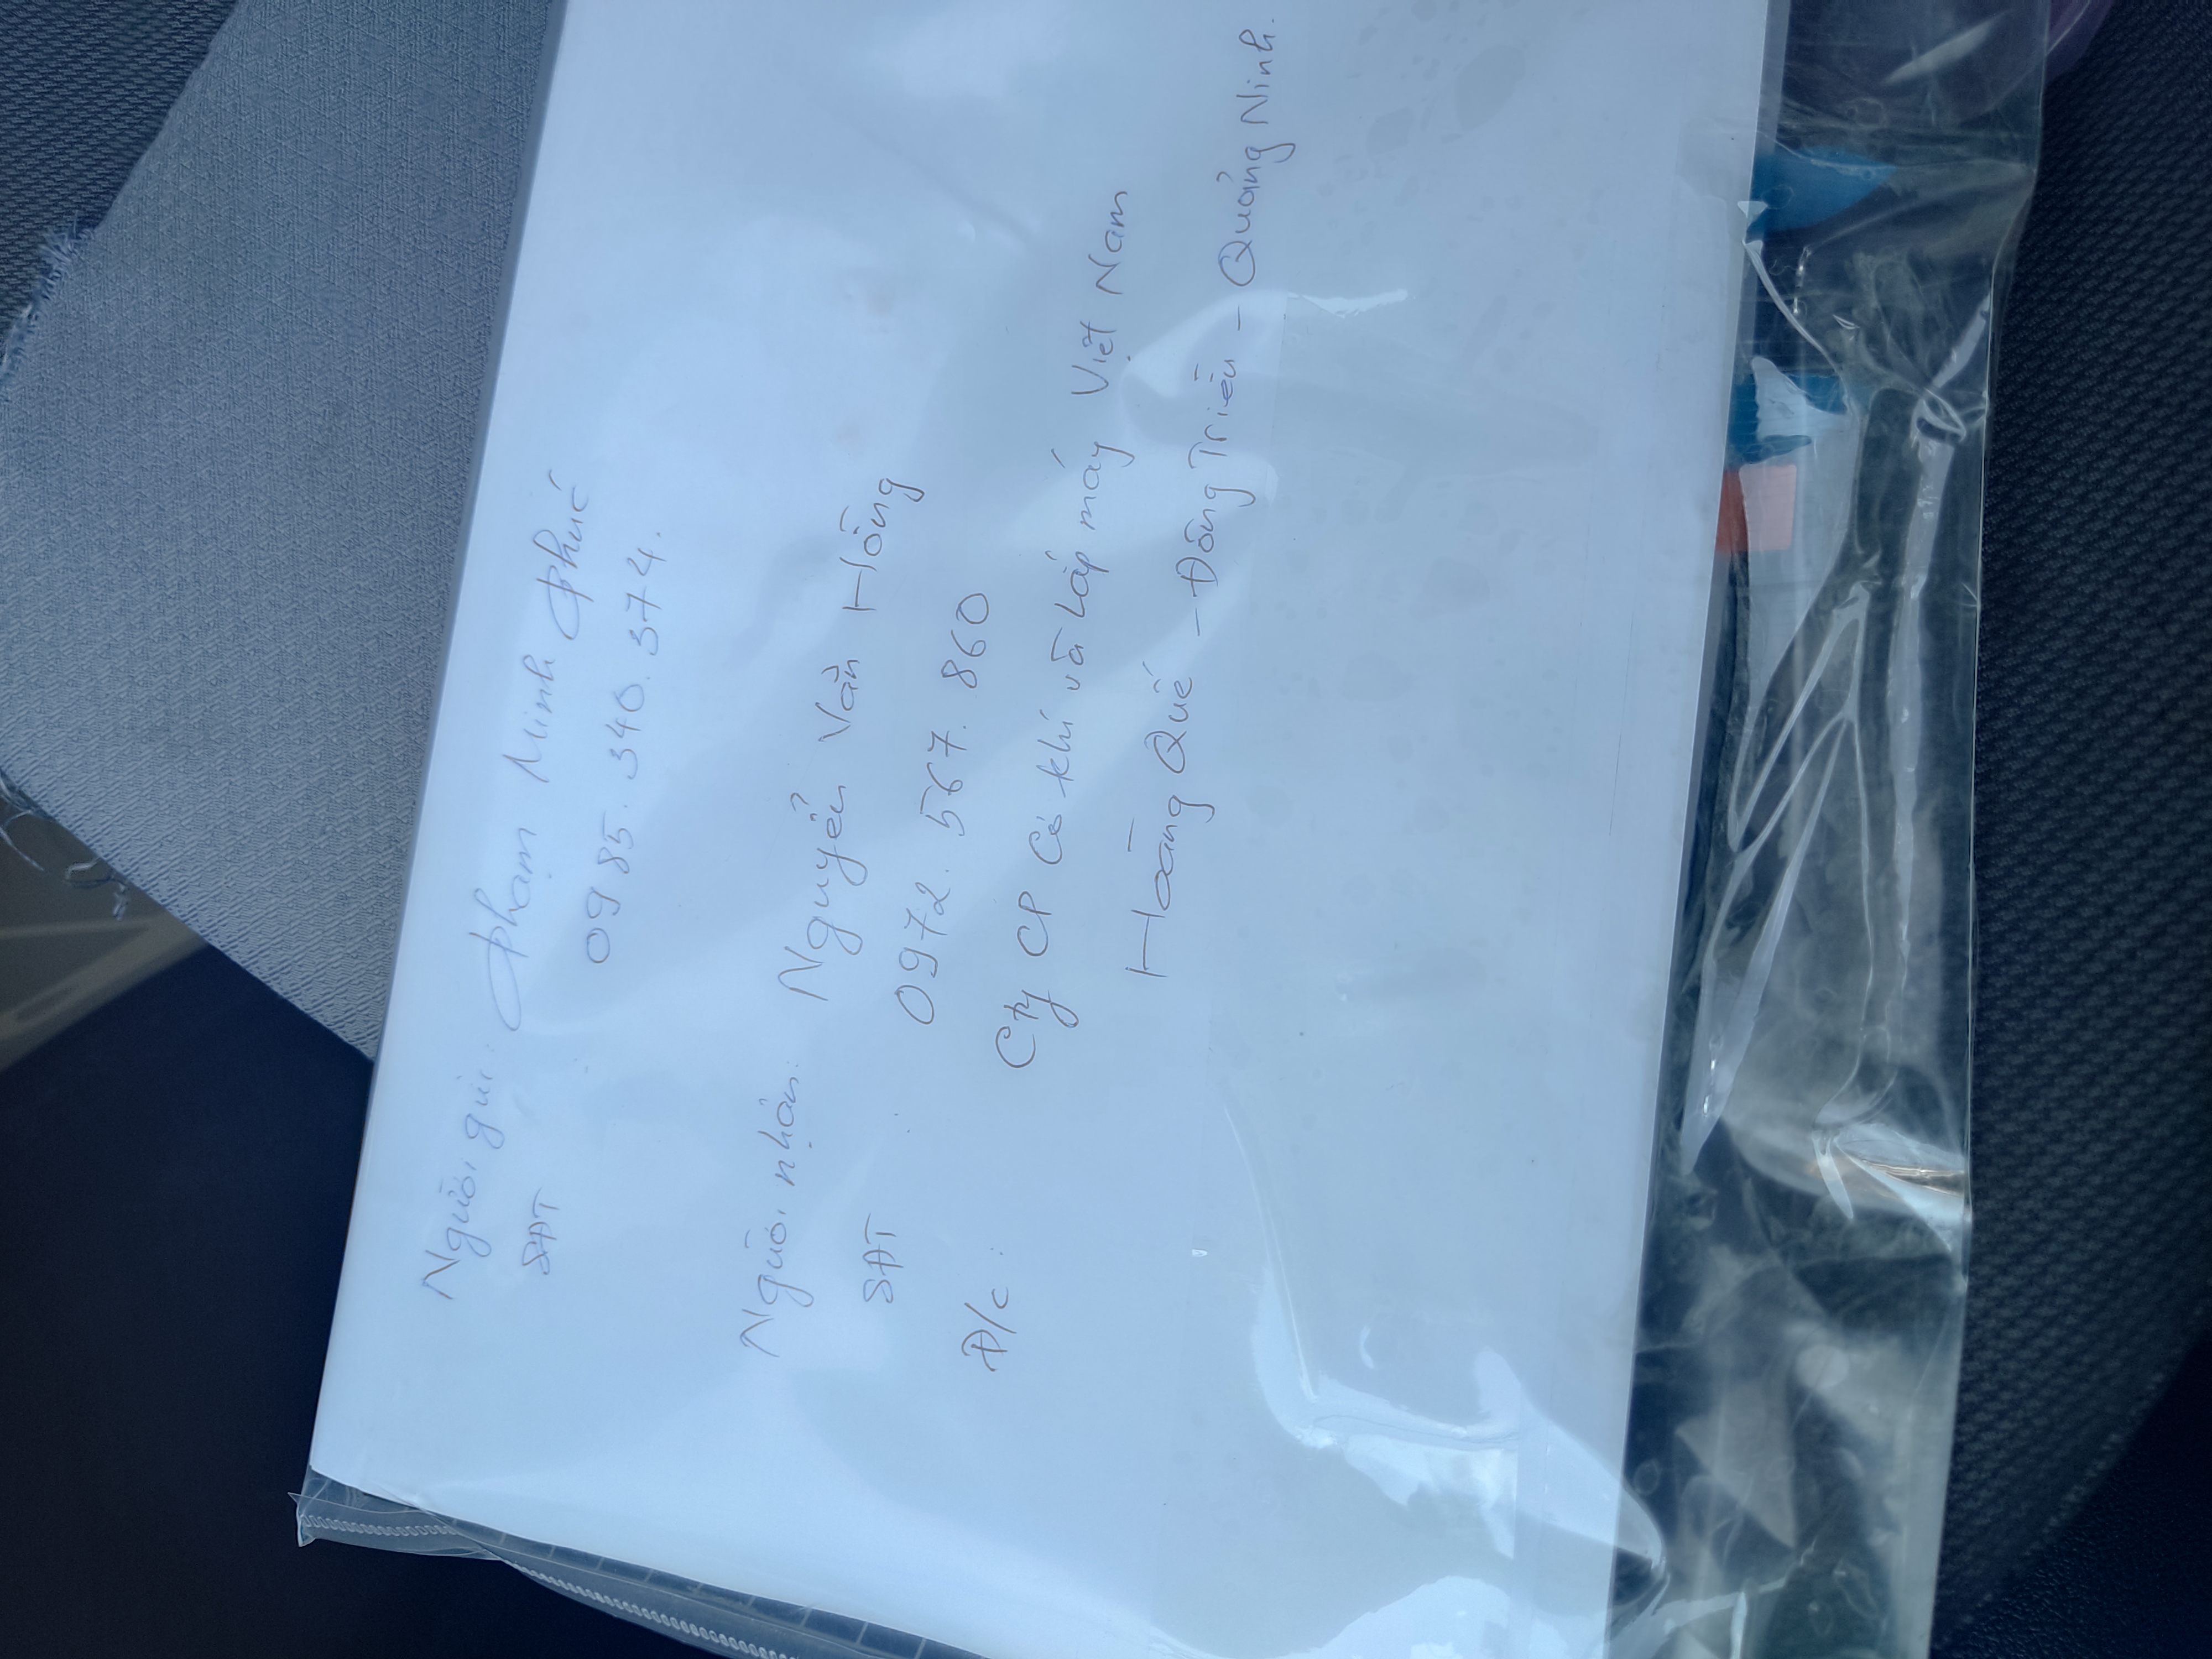 Người gửi: Phạm Minh Phúc
SĐT : 0985.340.374.
Người nhận: Nguyễn Văn Hồng
SĐT : 0972.567.860
Đ/c : Cty CP Cơ khí và Lắp máy Việt Nam
Hoàng Quế - Đông Triều - Quảng Ninh.